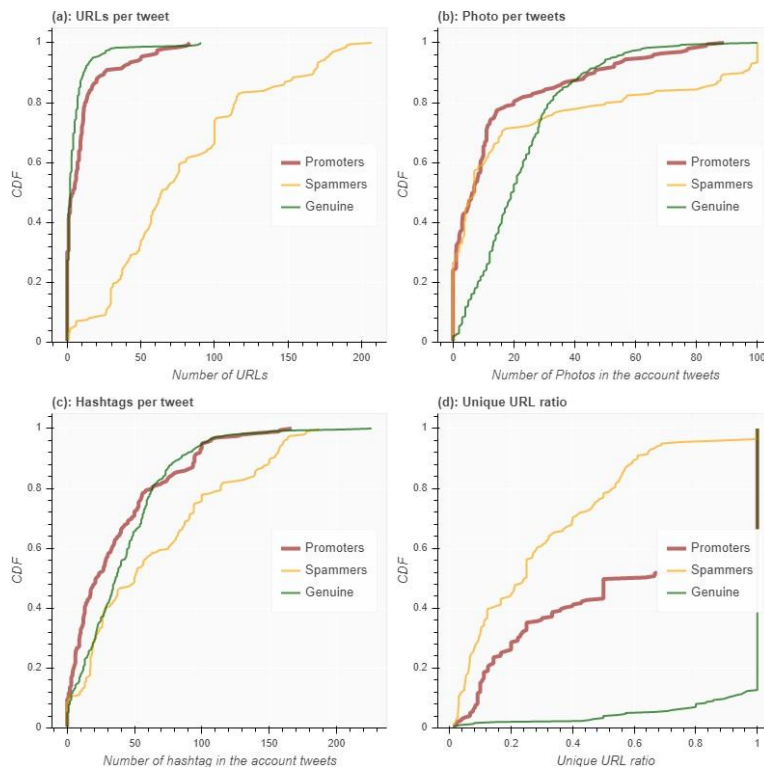 (a): URLs per tweet
CDF
1
0.8
0.6
0.4
0.2
0
Promoters
Spammers
Genuine
0
50
100
150
200
Number of URLs
(b): Photo per tweets
CDF
1
0.8
0.6
0.4
0.2
0
Promoters
Spammers
Genuine
0
20
40
60
80
100
Number of Photos in the account tweets
(c): Hashtags per tweet
CDF
1
0.8
0.6
0.4
0.2
0
Promoters
Spammers
Genuine
0
50
100
150
200
Number of hashtag in the account tweets
(d): Unique URL ratio
CDF
1
0.8
0.6
0.4
0.2
0
Promoters
Spammers
Genuine
0
0.2
0.4
0.6
0.8
1
Unique URL ratio